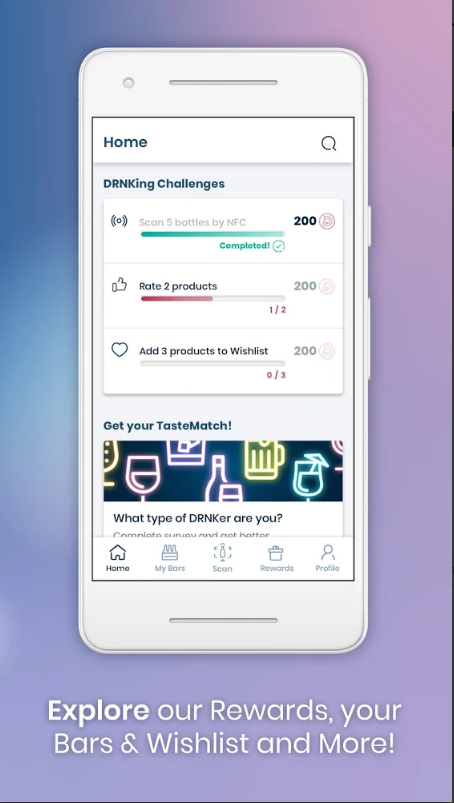 Home
DRNKing Challenges
Scan 5 bottles by NFC 200
Completed!
Rate 2 products 200
1 / 2
Add 3 products to Wishlist 200
0 / 3
Get your TasteMatch!
What type of DRNKer are you?
Complete survey and get better
Home My Bars Scan Rewards Profile
Explore our Rewards, your
Bars & Wishlist and More!